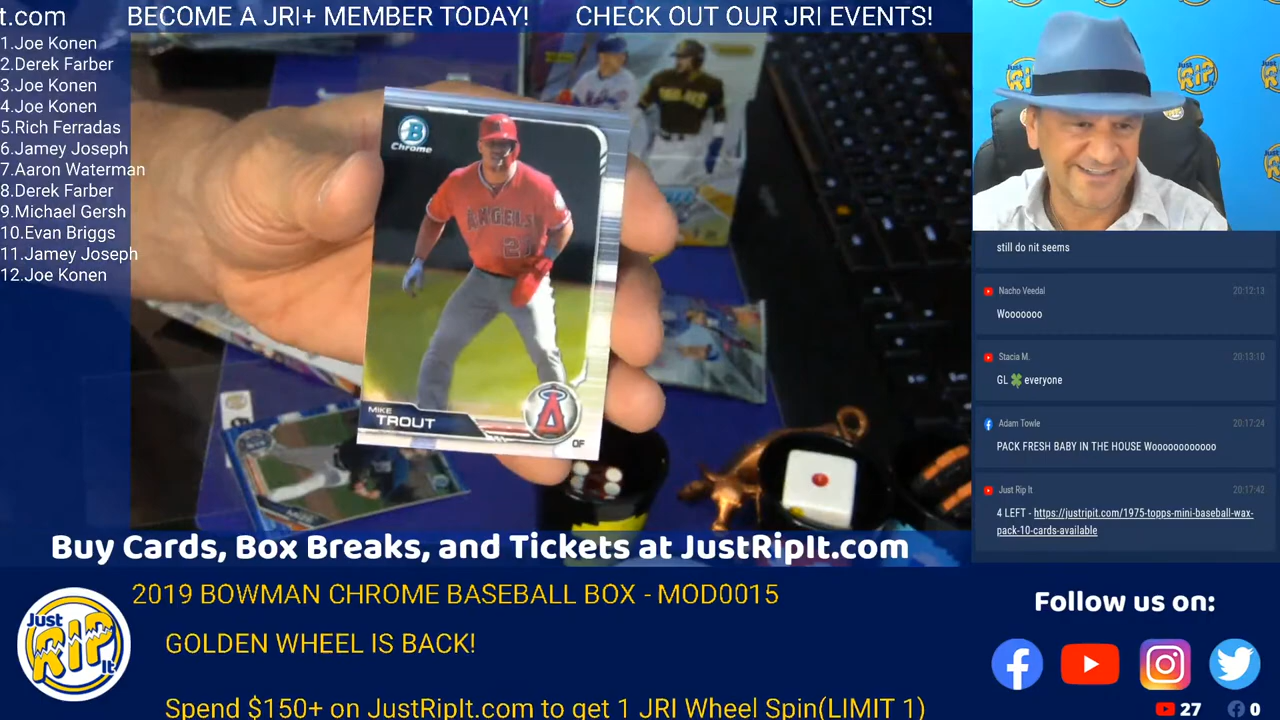 t.com
BECOME A JRI+ MEMBER TODAY!
CHECK OUT OUR JRI EVENTS!
1.Joe Konen
2.Derek Farber
3.Joe Konen
4.Joe Konen
5.Rich Ferradas
6.Jamey Joseph
7.Aaron Waterman
8.Derek Farber
9.Michael Gersh
10.Evan Briggs
11.Jamey Joseph
12.Joe Konen
B
Chrome
ANGELS
MIKE
TROUT
A
OF
Just
RIP
still do nit seems
Nacho Veedal 20:12:13
Wooooooo
Stacia M. 20:13:10
GL 🍀 everyone
Adam Towle 20:17:24
PACK FRESH BABY IN THE HOUSE Woooooooooooo
Just Rip It 20:17:42
4 LEFT - https://justripit.com/1975-topps-mini-baseball-wax-
pack-10-cards-available
Buy Cards, Box Breaks, and Tickets at JustRipIt.com
Just
RIP
It
2019 BOWMAN CHROME BASEBALL BOX - MOD0015
GOLDEN WHEEL IS BACK!
Spend $150+ on JustRipIt.com to get 1 JRI Wheel Spin(LIMIT 1)
Follow us on:
27
0